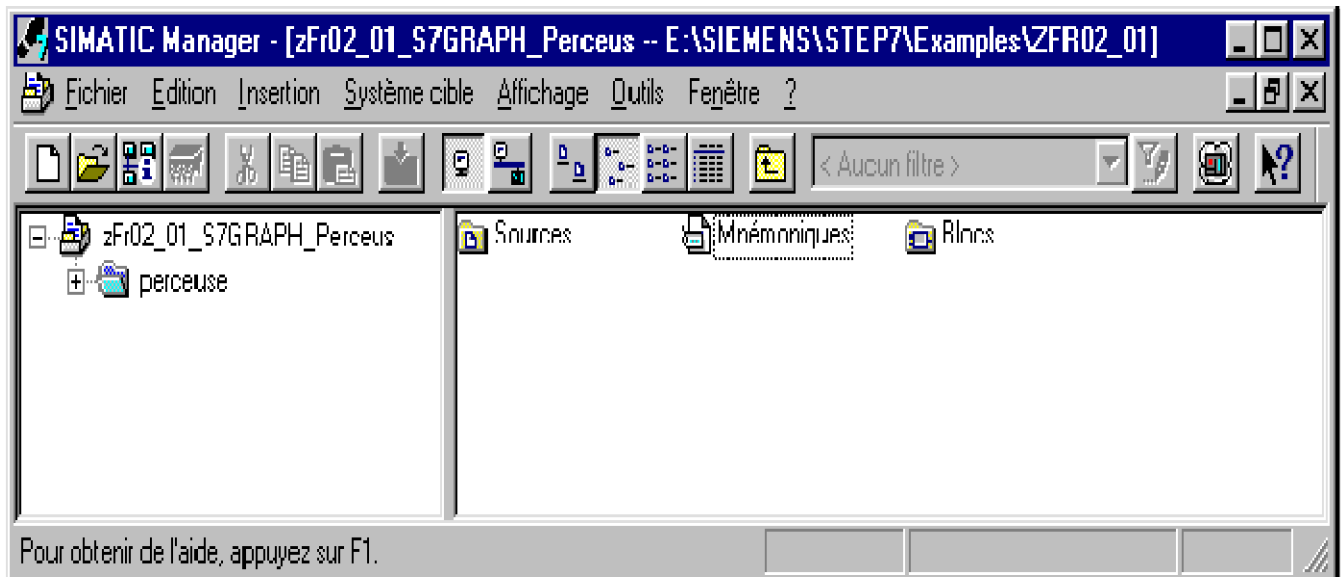 SIMATIC Manager - [zFr02_01_S7GRAPH_Perceus -- E:\SIEMENS\STEP7\Examples\ZFR02_01]
Fichier Edition Insertion Système cible Affichage Outils Fenêtre ?
< Aucun filtre >
zFr02_01_S7GRAPH_Perceus
perceuse
Sources Mnémoniques Blocs
Pour obtenir de l'aide, appuyez sur F1.